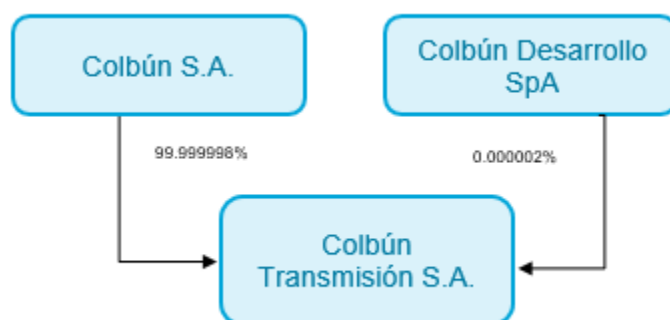 Colbún S.A.
Colbún Desarrollo
SpA
99.999998%
0.000002%
Colbún
Transmisión S.A.